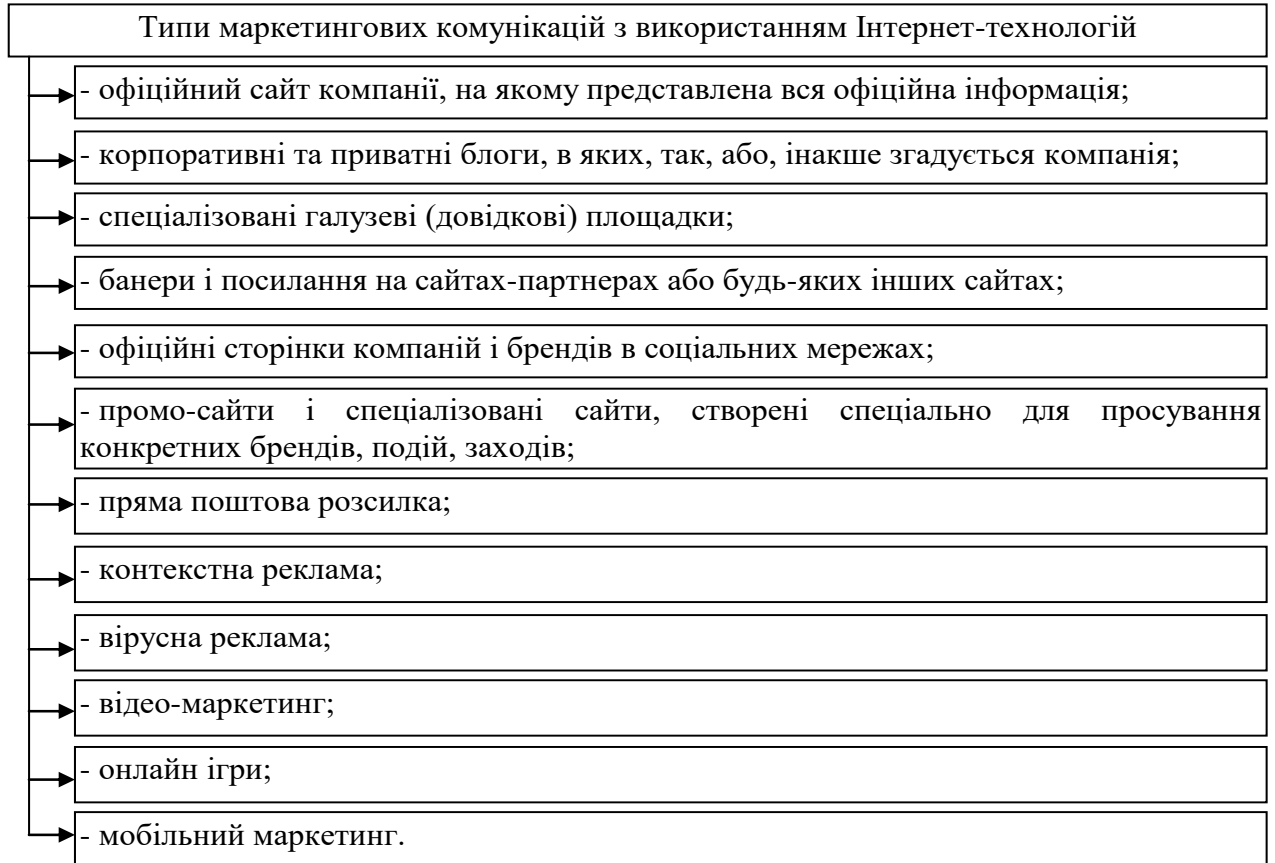 Типи маркетингових комунікацій з використанням Інтернет-технологій
- офіційний сайт компанії, на якому представлена вся офіційна інформація;
- корпоративні та приватні блоги, в яких, так, або, інакше згадується компанія;
- спеціалізовані галузеві (довідкові) площадки;
- банери і посилання на сайтах-партнерах або будь-яких інших сайтах;
- офіційні сторінки компаній і брендів в соціальних мережах;
- промо-сайти і спеціалізовані сайти, створені спеціально для просування
конкретних брендів, подій, заходів;
- пряма поштова розсилка;
- контекстна реклама;
- вірусна реклама;
- відео-маркетинг;
- онлайн ігри;
- мобільний маркетинг.